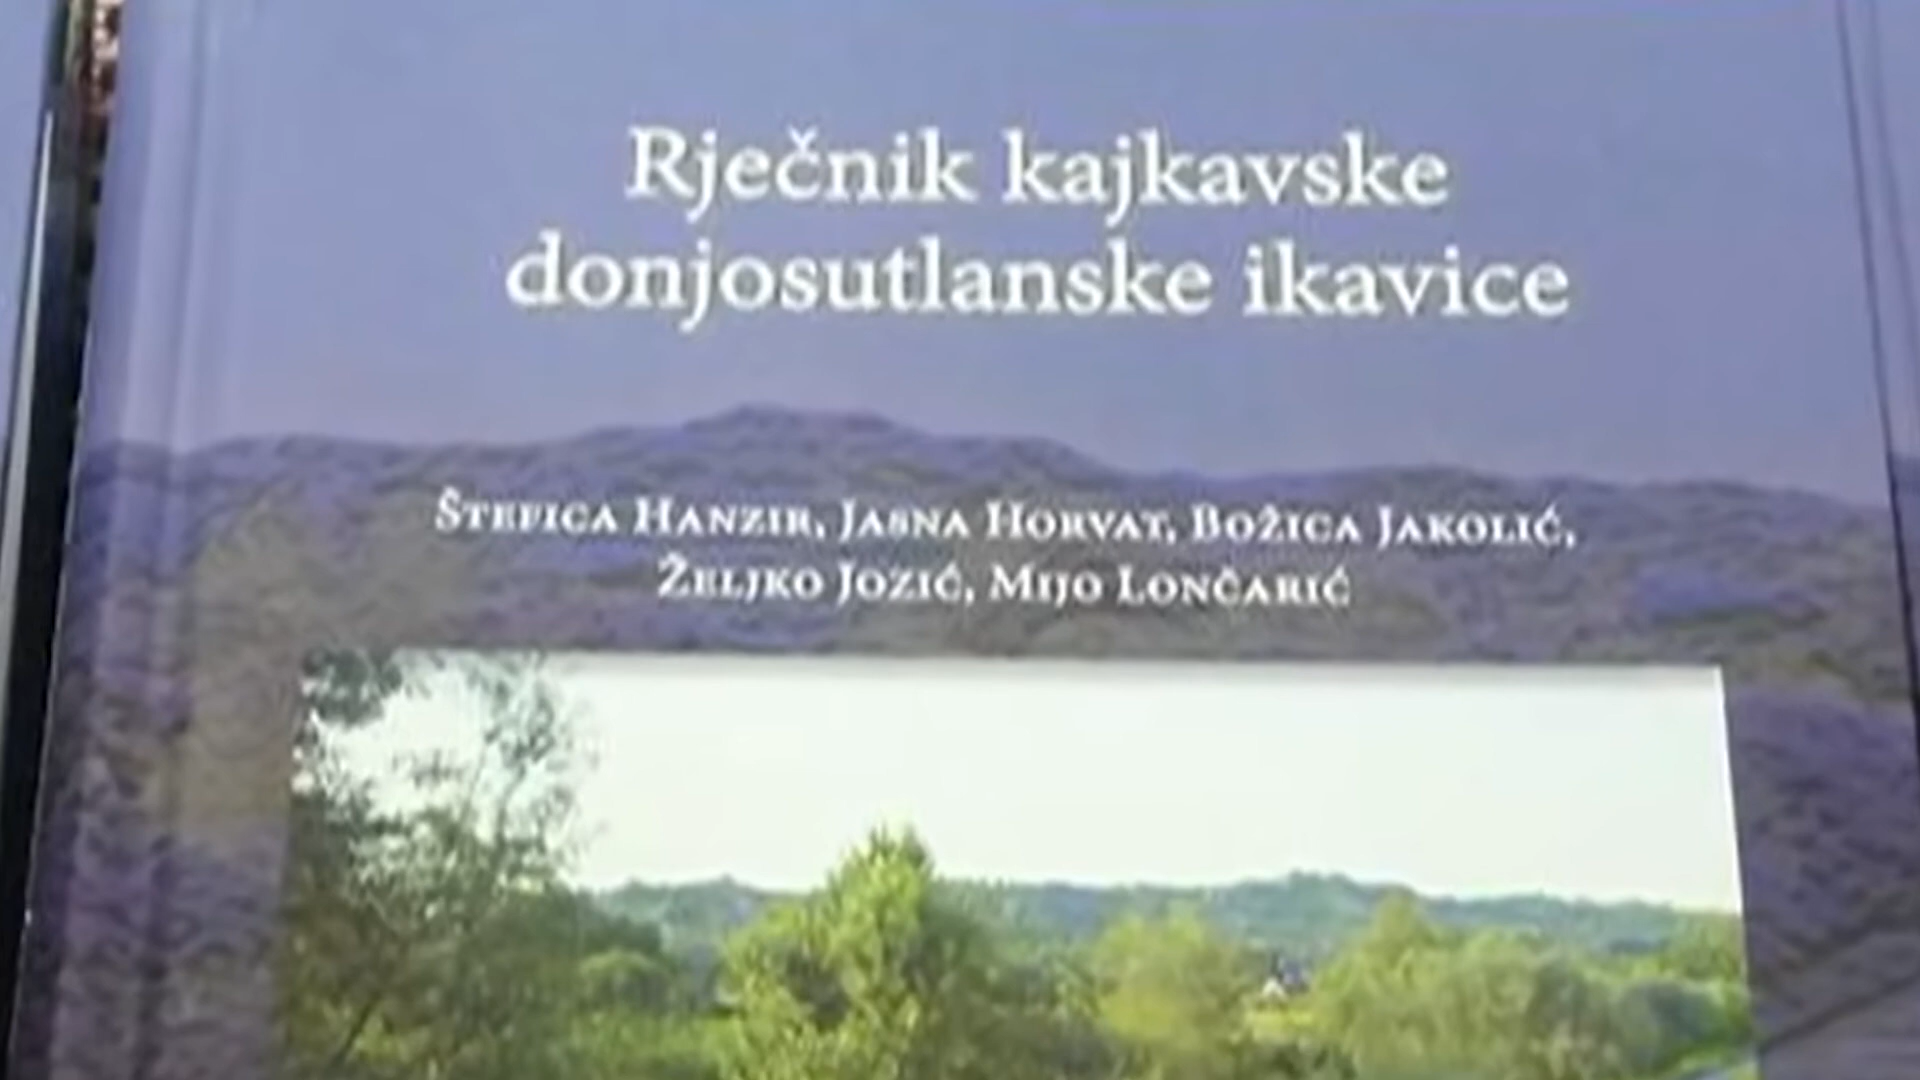 Rječnik kajkavske
donjosutlanske ikavice
ŠTEFICA HANZIR, JASNA HORVAT, BOŽICA JAKOLIĆ,
ŽELJKO JOZIĆ, MIJO LONČARIĆ